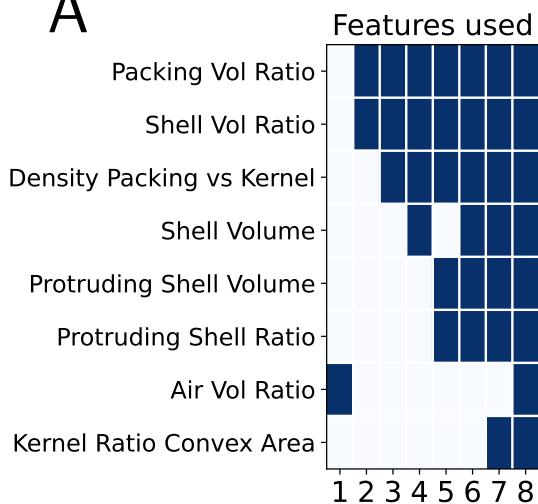 A
Features used
Packing Vol Ratio
Shell Vol Ratio
Density Packing vs Kernel
Shell Volume
Protruding Shell Volume
Protruding Shell Ratio
Air Vol Ratio
Kernel Ratio Convex Area
1 2 3 4 5 6 7 8